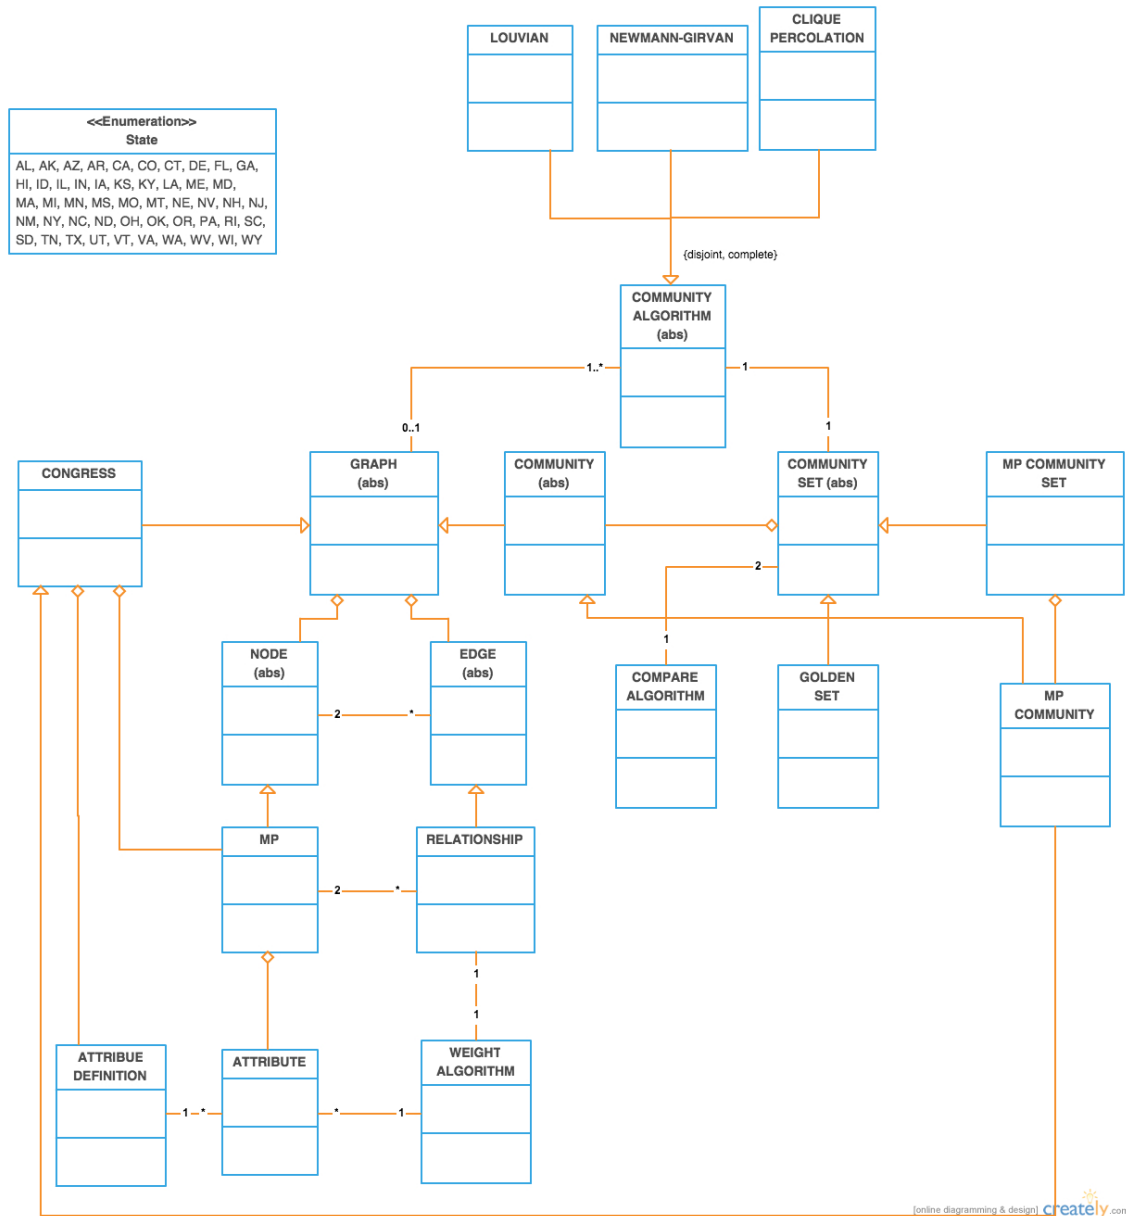 LOUVIAN
NEWMANN-GIRVAN
CLIQUE
PERCOLATION
<<Enumeration>>
State
AL, AK, AZ, AR, CA, CO, CT, DE, FL, GA,
HI, ID, IL, IN, IA, KS, KY, LA, ME, MD,
MA, MI, MN, MS, MO, MT, NE, NV, NH, NJ,
NM, NY, NC, ND, OH, OK, OR, PA, RI, SC,
SD, TN, TX, UT, VT, VA, WA, WV, WI, WY
{disjoint, complete}
COMMUNITY
ALGORITHM
(abs)
1..*
1
0..1
1
CONGRESS
GRAPH
(abs)
COMMUNITY
(abs)
COMMUNITY
SET (abs)
MP COMMUNITY
SET
2
1
NODE
(abs)
EDGE
(abs)
COMPARE
ALGORITHM
GOLDEN
SET
MP
COMMUNITY
2
*
MP
RELATIONSHIP
2
*
1
1
ATTRIBUE
DEFINITION
ATTRIBUTE
WEIGHT
ALGORITHM
1
*
*
1
[online diagramming & design] creately.com